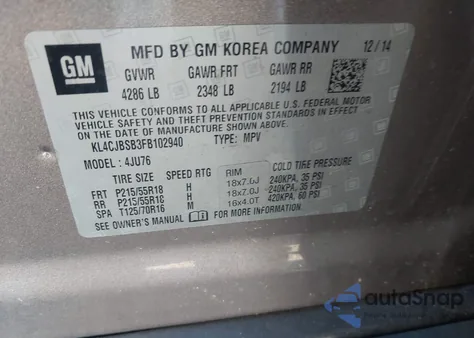 GM MFD BY GM KOREA COMPANY 12/14
GVWR GAWR FRT GAWR RR
4286 LB 2348 LB 2194 LB
THIS VEHICLE CONFORMS TO ALL APPLICABLE U.S. FEDERAL MOTOR
VEHICLE SAFETY AND THEFT PREVENTION STANDARDS IN EFFECT
ON THE DATE OF MANUFACTURE SHOWN ABOVE.
KL4CJBSB3FB102940 TYPE: MPV
MODEL: 4JU76
TIRE SIZE SPEED RTG RIM COLD TIRE PRESSURE
FRT P215/55R18 H 18x7.0J 240KPA, 35 PSI
RR P215/55R18 H 18x7.0J 240KPA, 35 PSI
SPA T125/70R16 M 16x4.0T 420KPA, 60 PSI
SEE OWNER'S MANUAL
autoSnap